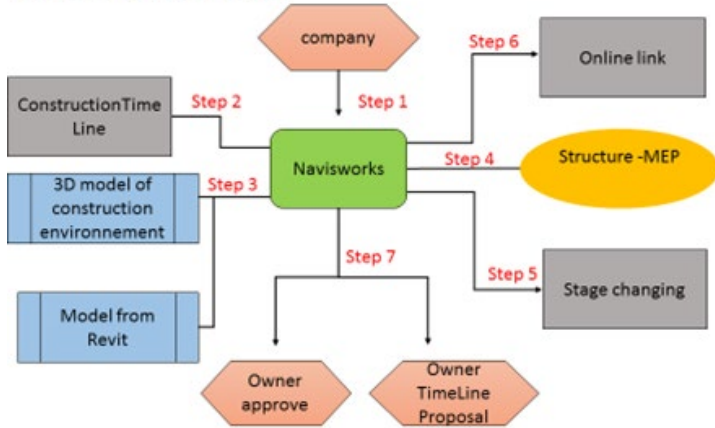 company
Step 6
Online link
Step 2
Step 1
ConstructionTime
Line
Navisworks
Step 4
Structure -MEP
3D model of
construction
environnement
Step 3
Step 7
Step 5
Stage changing
Model from
Revit
Owner
approve
Owner
TimeLine
Proposal